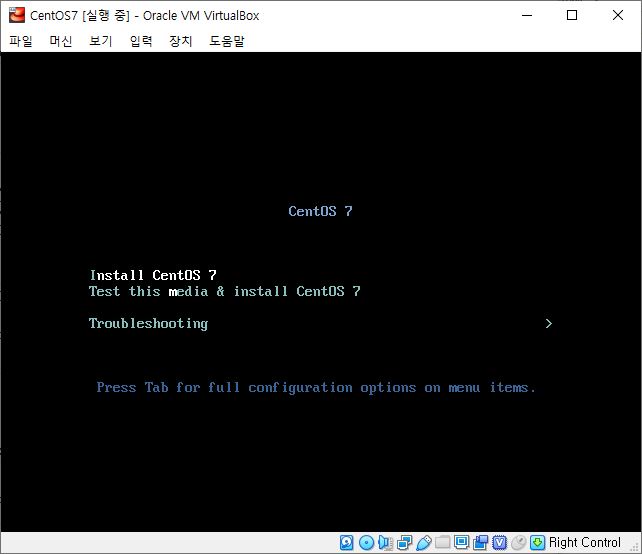 CentOS7 [실행 중] - Oracle VM VirtualBox
파일 머신 보기 입력 장치 도움말
CentOS 7
Install CentOS 7
Test this media & install CentOS 7
Troubleshooting >
Press Tab for full configuration options on menu items.
Right Control